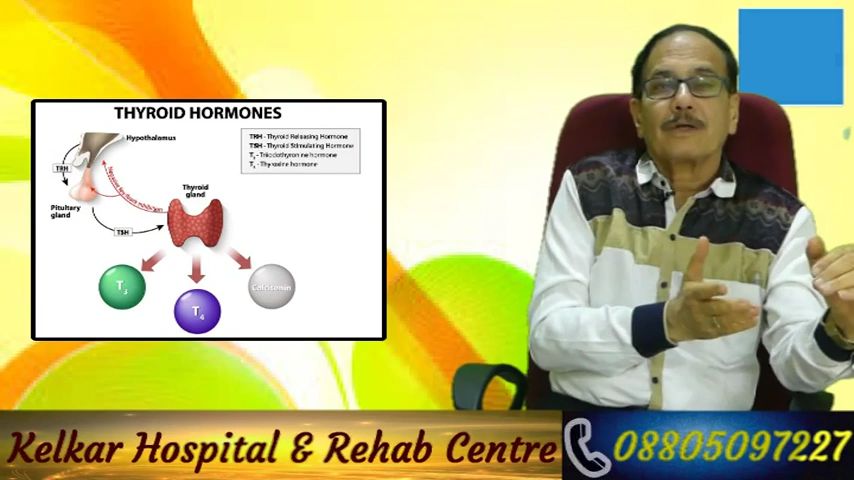 THYROID HORMONES
Hypothalamus
TRH - Thyroid Releasing Hormone
TSH - Thyroid Stimulating Hormone
T3 - Triiodothyronine hormone
T4 - Thyroxine hormone
TRH
Pituitary
gland
Thyroid
gland
TSH
T3
T4
Calcitonin
Kelkar Hospital & Rehab Centre
08805097227